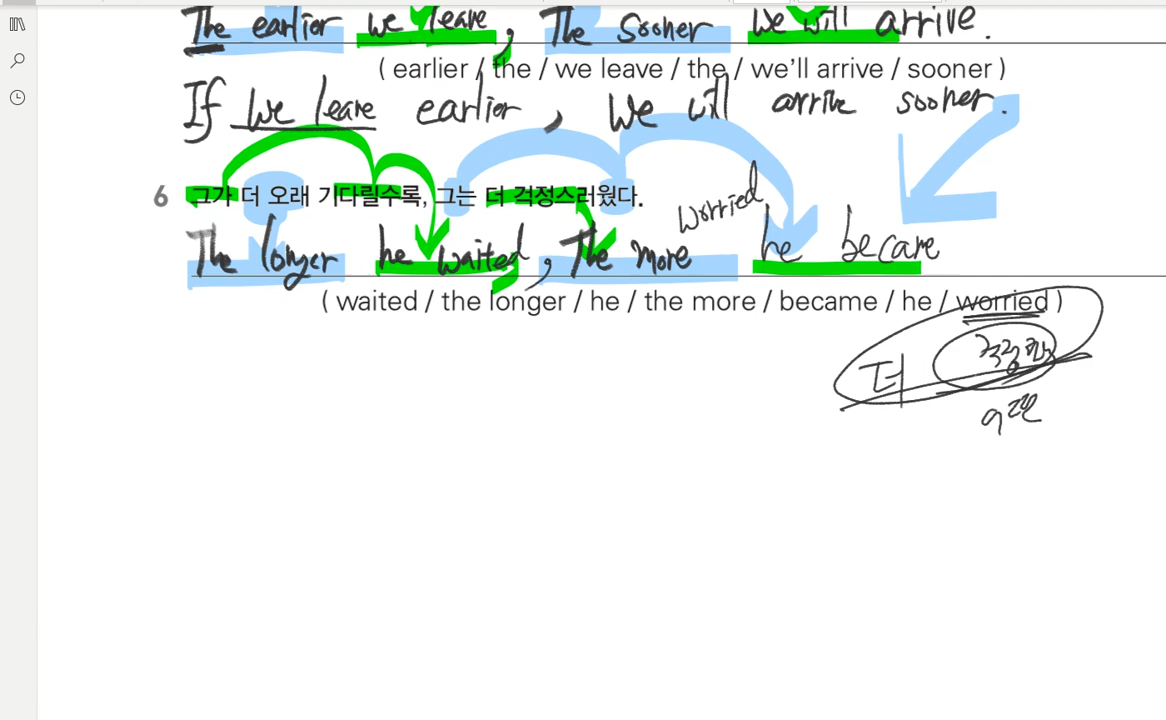 The earlier we leave, The sooner we will arrive.
( earlier / the / we leave / the / we'll arrive / sooner )
If we leave earlier, we will arrive sooner.
6 그가 더 오래 기다릴수록, 그는 더 걱정스러웠다.
worried
The longer he waited, The more he became
( waited / the longer / he / the more / became / he / worried )
더